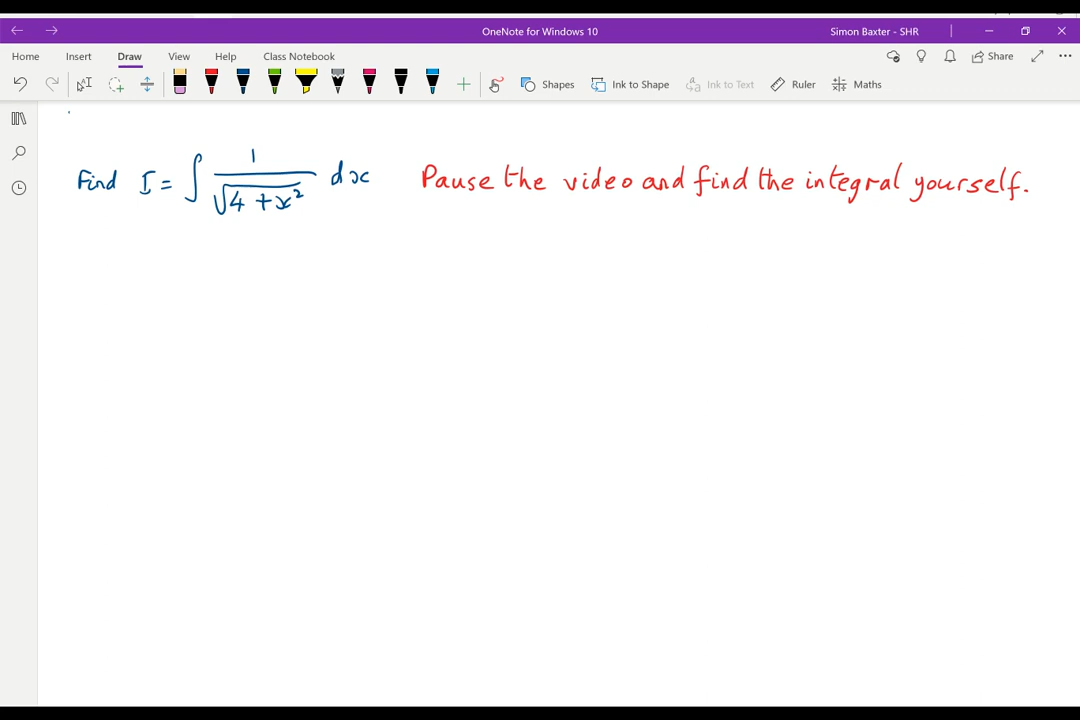 OneNote for Windows 10
Simon Baxter - SHR
Home Insert Draw View Help Class Notebook
Share
Shapes Ink to Shape Ink to Text Ruler Maths
Find I = ∫ 1/√(4 + x²) dx Pause the video and find the integral yourself.